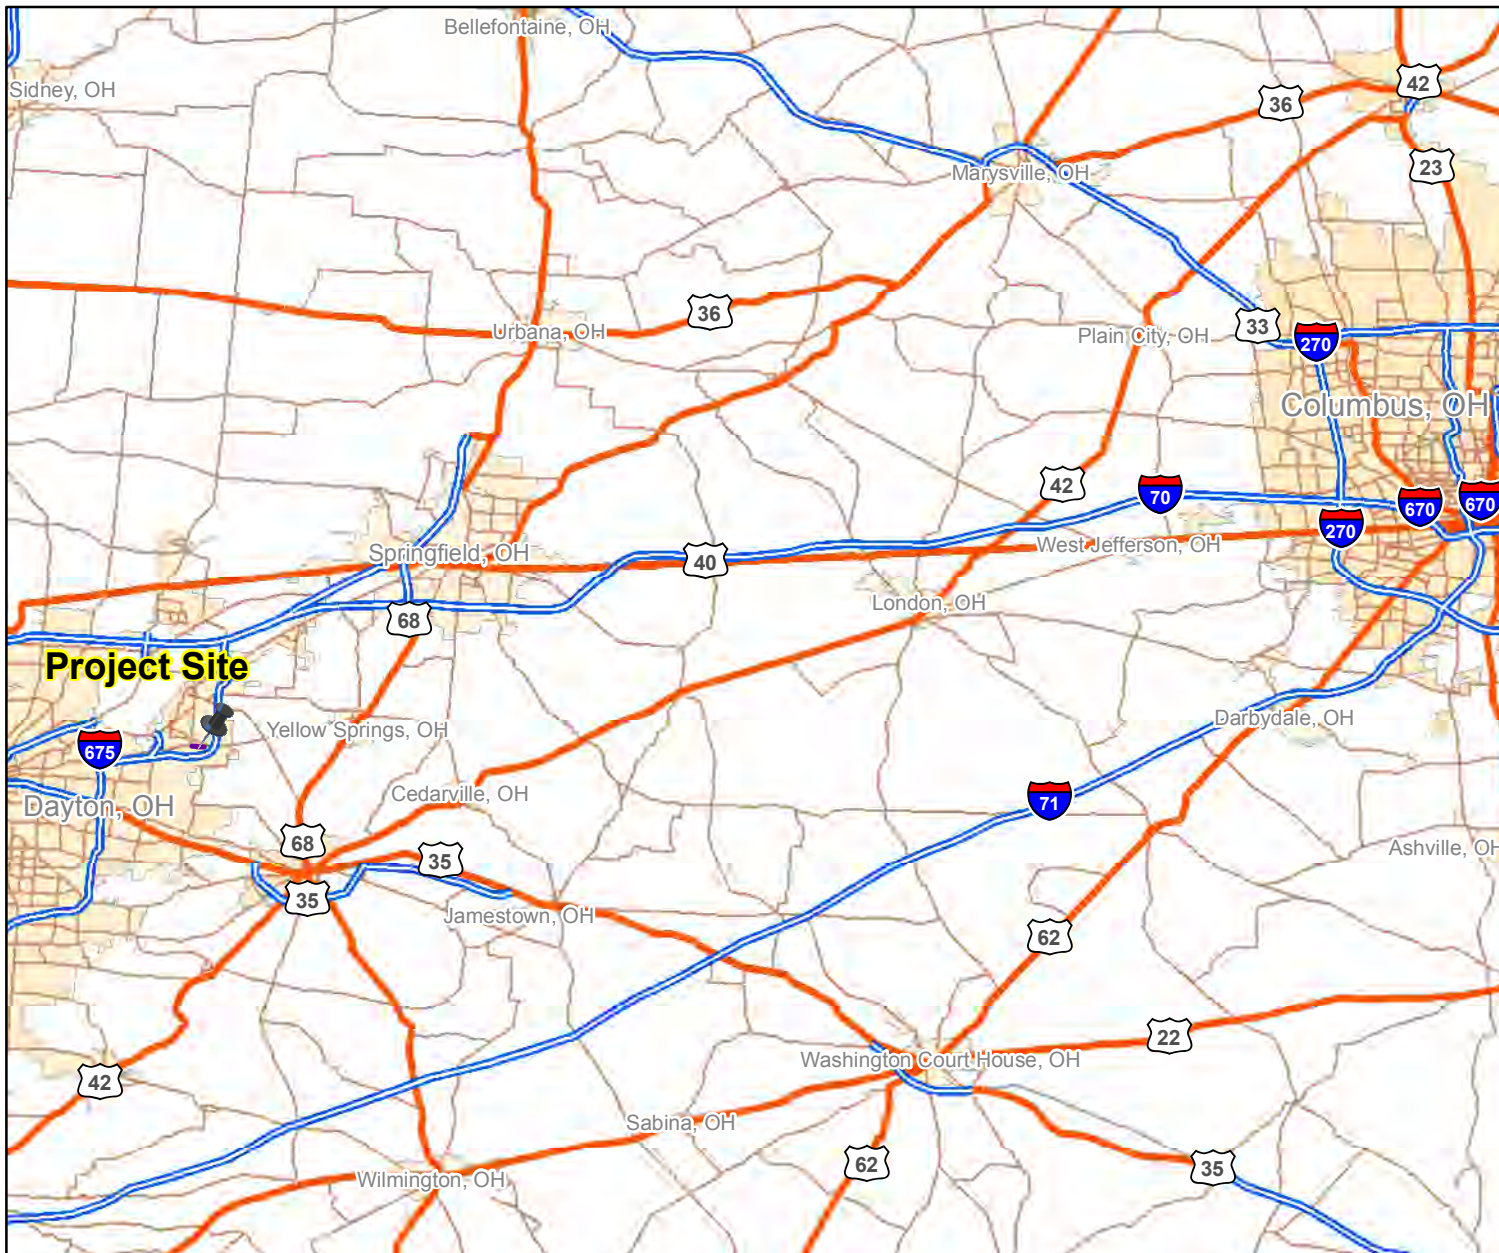 Bellefontaine, OH
Sidney, OH
42
36
23
Marysville, OH
36
33
Urbana, OH
Plain City, OH
270
Columbus, OH
42
70
670
670
270
Springfield, OH
40
West Jefferson, OH
London, OH
68
Project Site
Darbydale, OH
Yellow Springs, OH
675
Cedarville, OH
71
Dayton, OH
68
35
Ashville, OH
35
Jamestown, OH
62
22
Washington Court House, OH
42
Sabina, OH
62
35
Wilmington, OH